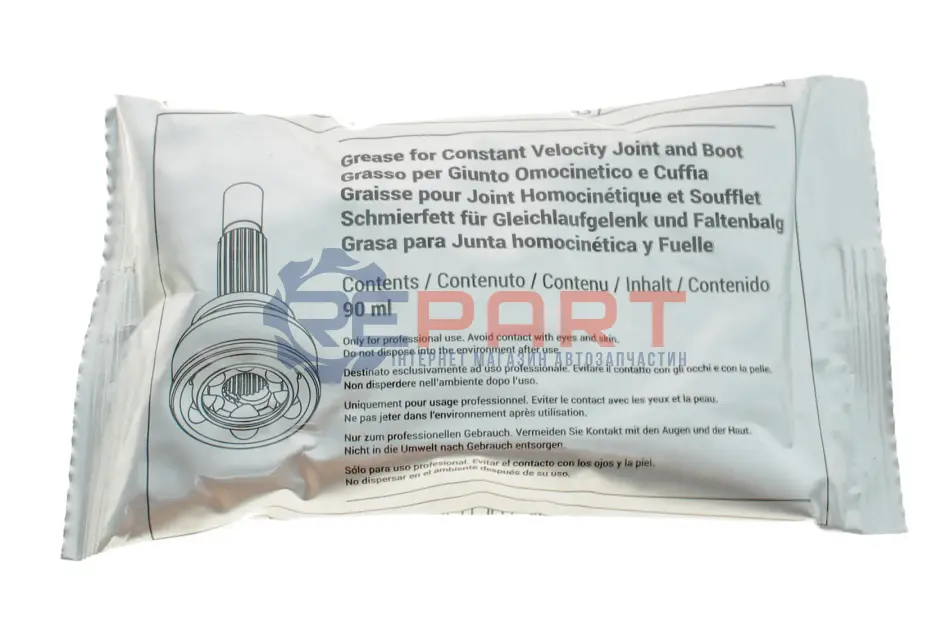 Grease for Constant Velocity Joint and Boot
Grasso per Giunto Omocinetico e Cuffia
Graisse pour Joint Homocinétique et Soufflet
Schmierfett für Gleichlaufgelenk und Faltenbalg
Grasa para Junta homocinética y Fuelle
Contents / Contenuto / Contenu / Inhalt / Contenido
90 ml
REPART
ІНТЕРНЕТ МАГАЗИН АВТОЗАПЧАСТИН
Only for professional use. Avoid contact with eyes and skin.
Do not dispose into the environment after use.
Destinato esclusivamente ad uso professionale. Evitare il contatto con gli occhi e con la pelle.
Non disperdere nell'ambiente dopo l'uso.
Uniquement pour usage professionnel. Eviter le contact avec les yeux et la peau.
Ne pas jeter dans l'environnement après utilisation.
Nur zum professionellen Gebrauch. Vermeiden Sie Kontakt mit den Augen und der Haut.
Nicht in die Umwelt nach Gebrauch entsorgen.
Sólo para uso profesional. Evitar el contacto con los ojos y la piel.
No dispersar en el ambiente después de su uso.